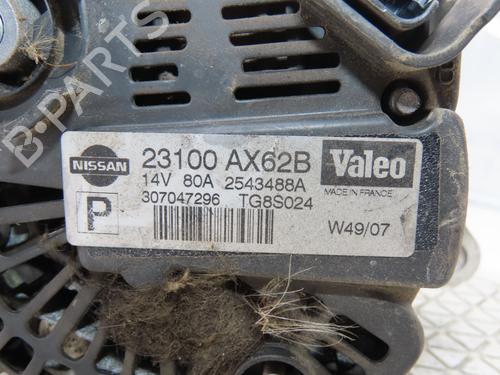 B-PARTS
NISSAN
23100 AX62B
Valeo
14V 80A 2543488A
MADE IN FRANCE
307047296 TG8S024
P
W49/07